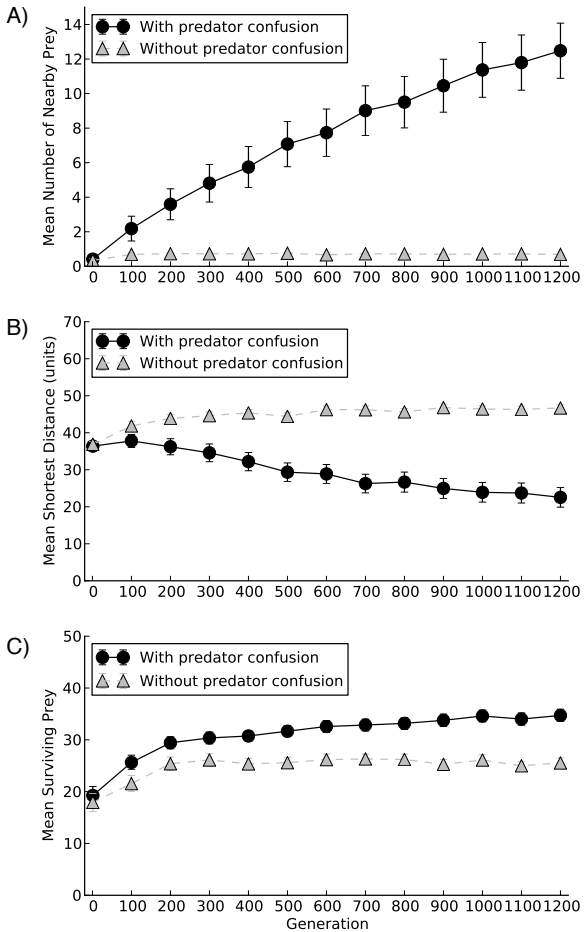 A)
With predator confusion
Without predator confusion
Mean Number of Nearby Prey
14
12
10
8
6
4
2
0
0 100 200 300 400 500 600 700 800 900 1000 1100 1200
B)
With predator confusion
Without predator confusion
Mean Shortest Distance (units)
70
60
50
40
30
20
10
0
0 100 200 300 400 500 600 700 800 900 1000 1100 1200
C)
With predator confusion
Without predator confusion
Mean Surviving Prey
50
40
30
20
10
0
0 100 200 300 400 500 600 700 800 900 1000 1100 1200
Generation